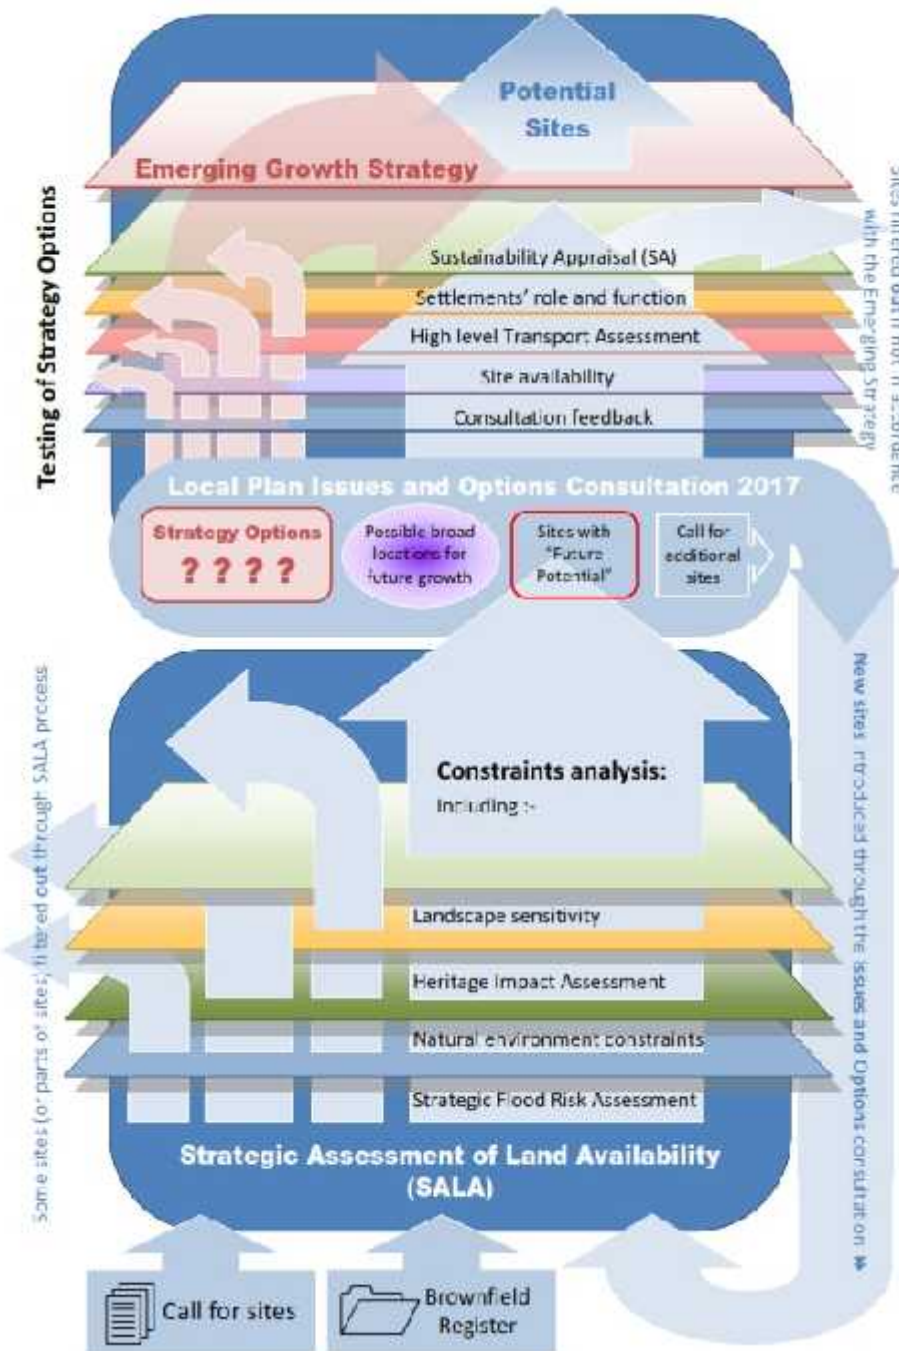 Potential
Sites
Emerging Growth Strategy
Testing of Strategy Options
Sustainability Appraisal (SA)
Settlements' role and function
High level Transport Assessment
Site availability
Consultation feedback
with the Emerging Strategy
Local Plan Issues and Options Consultation 2017
Strategy Options
? ? ? ?
Possible broad
locations for
future growth
Sites with
"Future
Potential"
Call for
additional
sites
Some sites (or parts of sites) filtered out through SALA process
New sites introduced through the Issues and Options consultation »
Constraints analysis:
Including :-
Landscape sensitivity
Heritage Impact Assessment
Natural environment constraints
Strategic Flood Risk Assessment
Strategic Assessment of Land Availability
(SALA)
Call for sites
Brownfield
Register